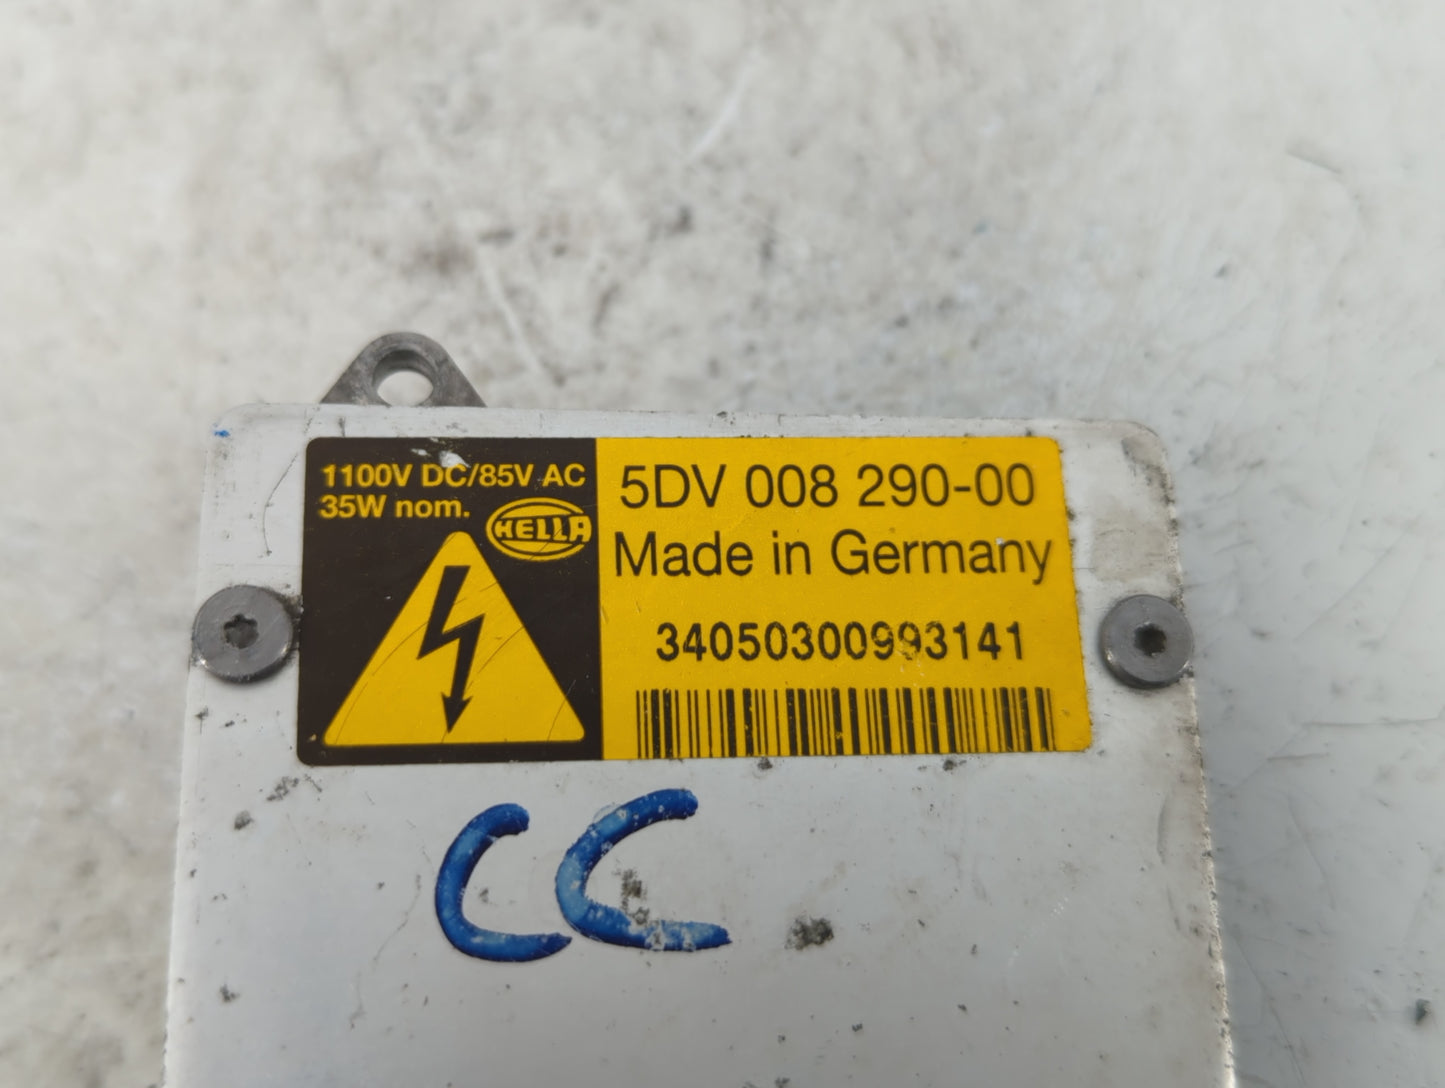 1100V DC/85V AC
35W nom.
HELLA
5DV 008 290-00
Made in Germany
34050300993141
CC